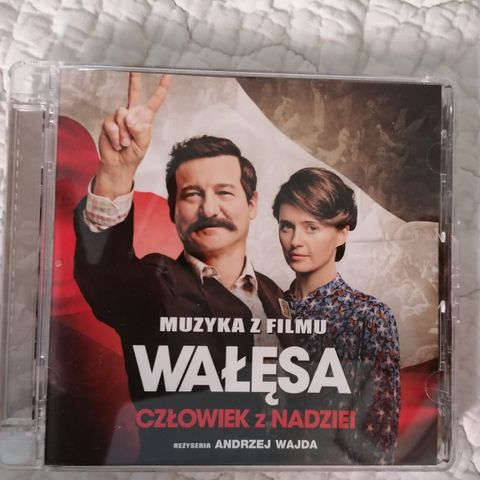 MUZYKA Z FILMU
WAŁĘSA
CZŁOWIEK z NADZIEI
REŻYSERIA ANDRZEJ WAJDA